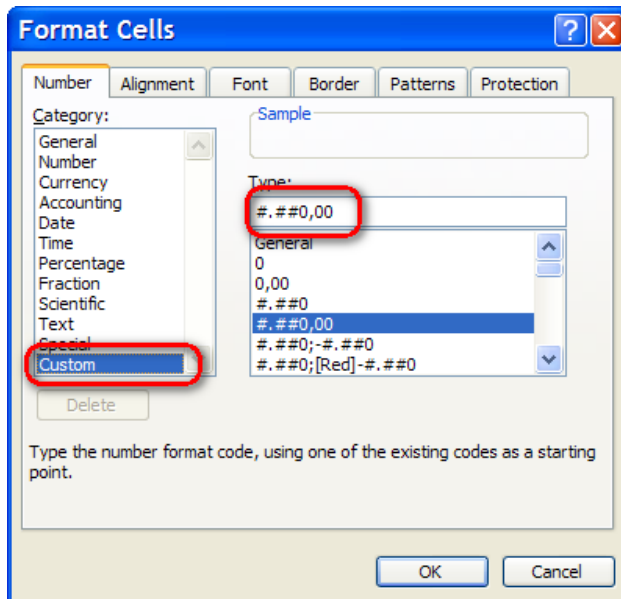 Format Cells
?
Number Alignment Font Border Patterns Protection
Category:
General
Number
Currency
Accounting
Date
Time
Percentage
Fraction
Scientific
Text
Special
Custom
Delete
Sample
Type:
#.##0,00
General
0
0,00
#.##0
#.##0,00
#.##0;-#.##0
#.##0;[Red]-#.##0
Type the number format code, using one of the existing codes as a starting
point.
OK Cancel